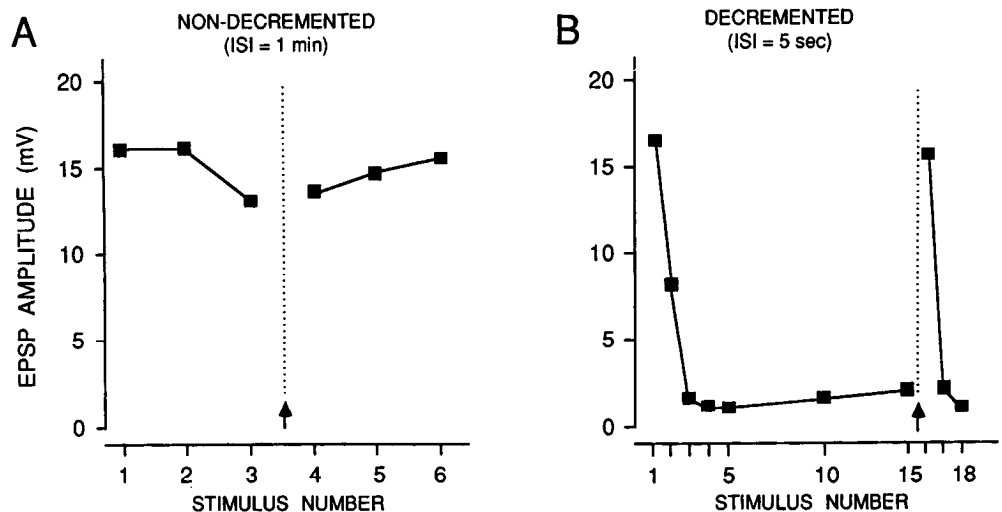 A
NON-DECREMENTED
(ISI = 1 min)
20
15
10
5
0
EPSP AMPLITUDE (mV)
1 2 3 4 5 6
STIMULUS NUMBER
B
DECREMENTED
(ISI = 5 sec)
20
15
10
5
0
1 5 10 15 18
STIMULUS NUMBER